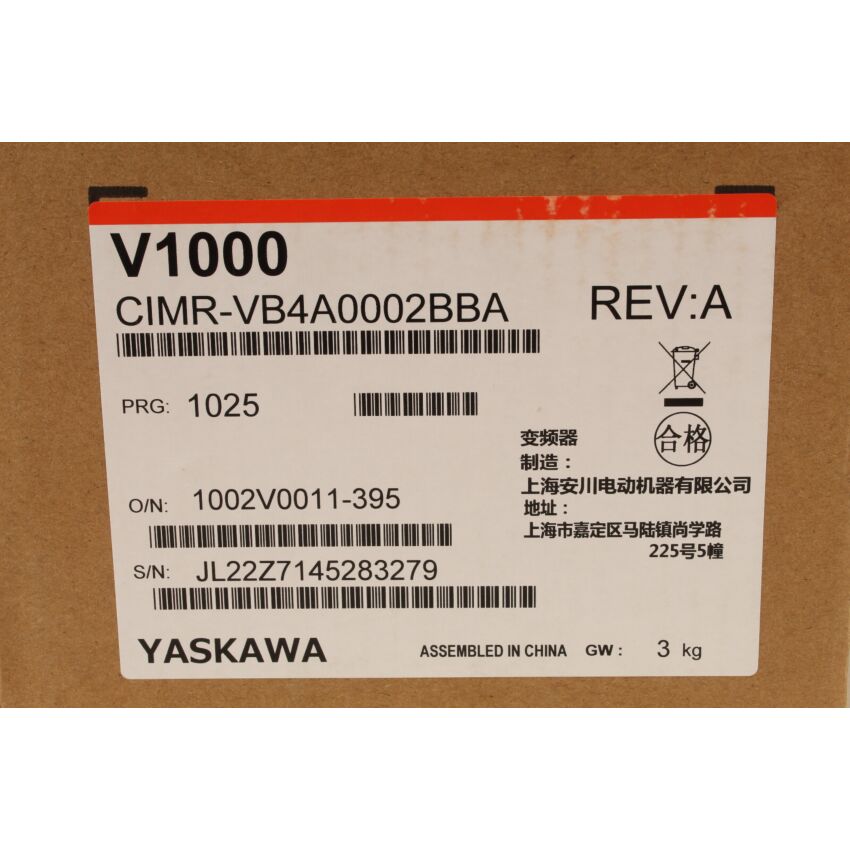 V1000
CIMR-VB4A0002BBA
REV:A
PRG: 1025
合格
变频器
制造：
上海安川电动机器有限公司
地址：
上海市嘉定区马陆镇尚学路
225号5幢
O/N: 1002V0011-395
S/N: JL22Z7145283279
YASKAWA
ASSEMBLED IN CHINA GW: 3 kg